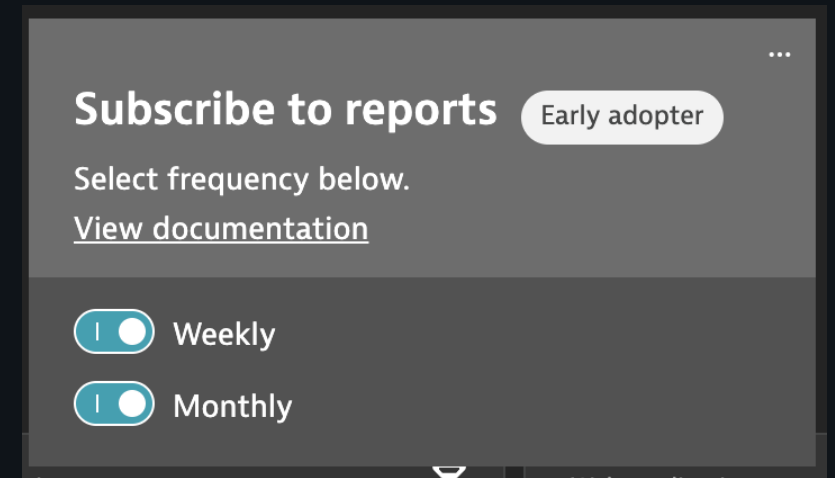 ...
Subscribe to reports Early adopter
Select frequency below.
View documentation
Weekly
Monthly